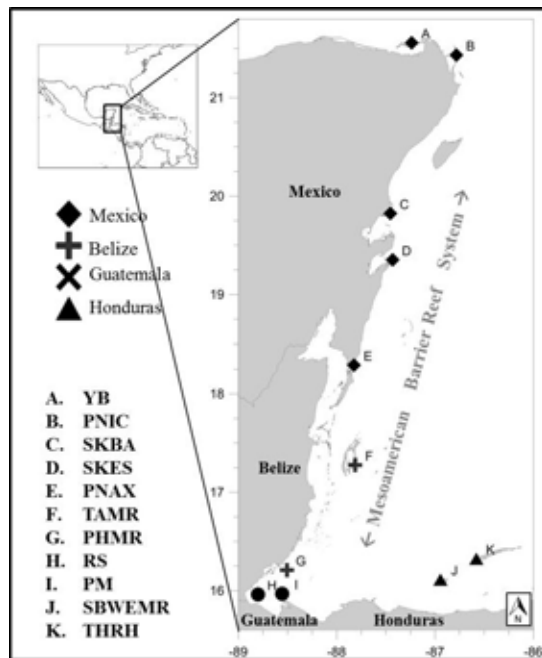 Mexico
Belize
Guatemala
Honduras
A. YB
B. PNIC
C. SKBA
D. SKES
E. PNAX
F. TAMR
G. PHMR
H. RS
I. PM
J. SBWEMR
K. THRH
A
B
21
20
Mexico
C
D
19
Mesoamerican Barrier Reef System
E
18
F
17
Belize
G
H
I
K
J
16
Guatemala
Honduras
N
-89
-88
-87
-86